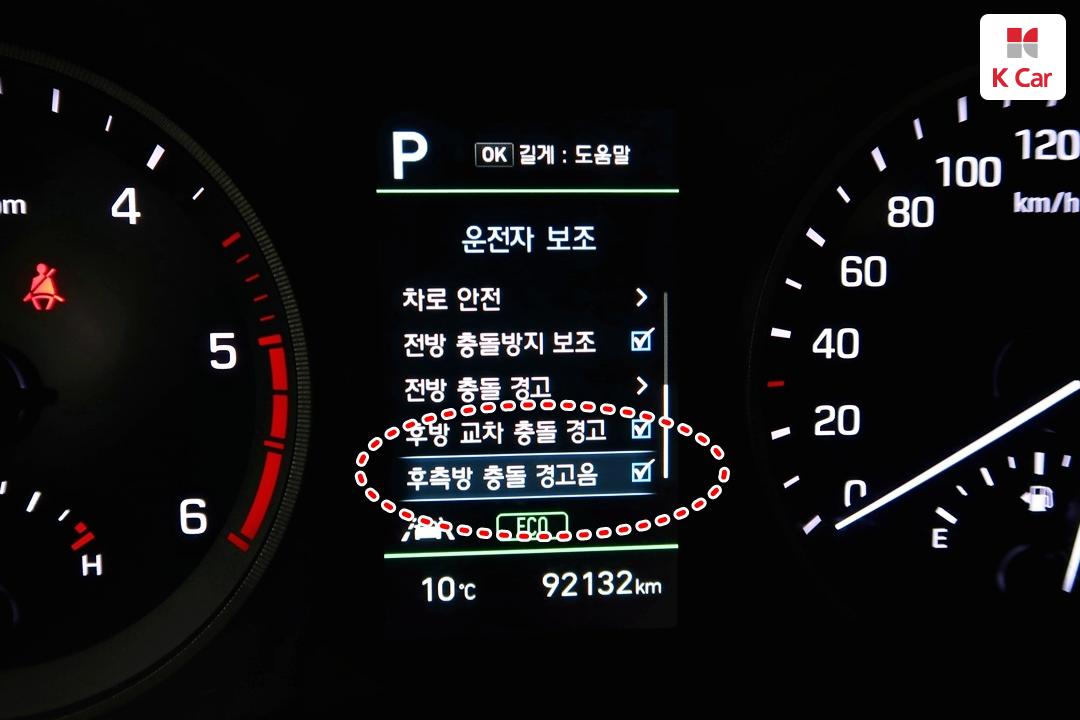 K Car
P
OK 길게 : 도움말
운전자 보조
차로 안전
전방 충돌방지 보조
전방 충돌 경고
후방 교차 충돌 경고
후측방 충돌 경고음
ECO
10°C 92132km
4
5
6
H
120
100
km/h
80
60
40
20
0
E